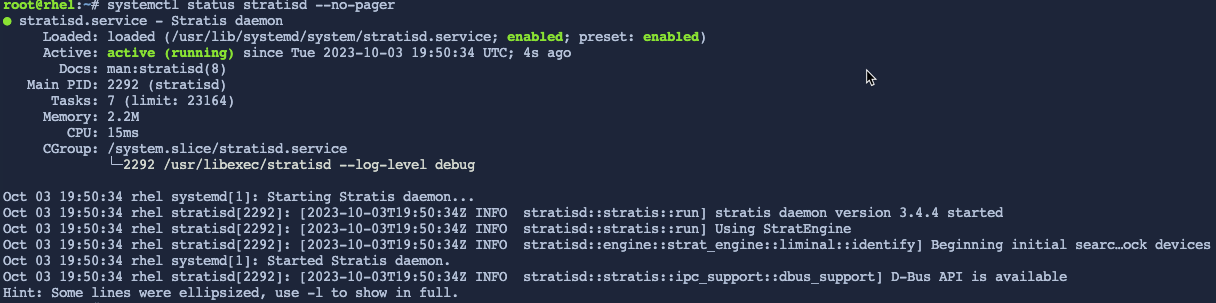 root@rhel:~# systemctl status stratisd --no-pager
● stratisd.service - Stratis daemon
Loaded: loaded (/usr/lib/systemd/system/stratisd.service; enabled; preset: enabled)
Active: active (running) since Tue 2023-10-03 19:50:34 UTC; 4s ago
Docs: man:stratisd(8)
Main PID: 2292 (stratisd)
Tasks: 7 (limit: 23164)
Memory: 2.2M
CPU: 15ms
CGroup: /system.slice/stratisd.service
└─2292 /usr/libexec/stratisd --log-level debug
Oct 03 19:50:34 rhel systemd[1]: Starting Stratis daemon...
Oct 03 19:50:34 rhel stratisd[2292]: [2023-10-03T19:50:34Z INFO  stratisd::stratis::run] stratis daemon version 3.4.4 started
Oct 03 19:50:34 rhel stratisd[2292]: [2023-10-03T19:50:34Z INFO  stratisd::stratis::run] Using StratEngine
Oct 03 19:50:34 rhel stratisd[2292]: [2023-10-03T19:50:34Z INFO  stratisd::engine::strat_engine::liminal::identify] Beginning initial searc…ock devices
Oct 03 19:50:34 rhel systemd[1]: Started Stratis daemon.
Oct 03 19:50:34 rhel stratisd[2292]: [2023-10-03T19:50:34Z INFO  stratisd::stratis::ipc_support::dbus_support] D-Bus API is available
Hint: Some lines were ellipsized, use -l to show in full.